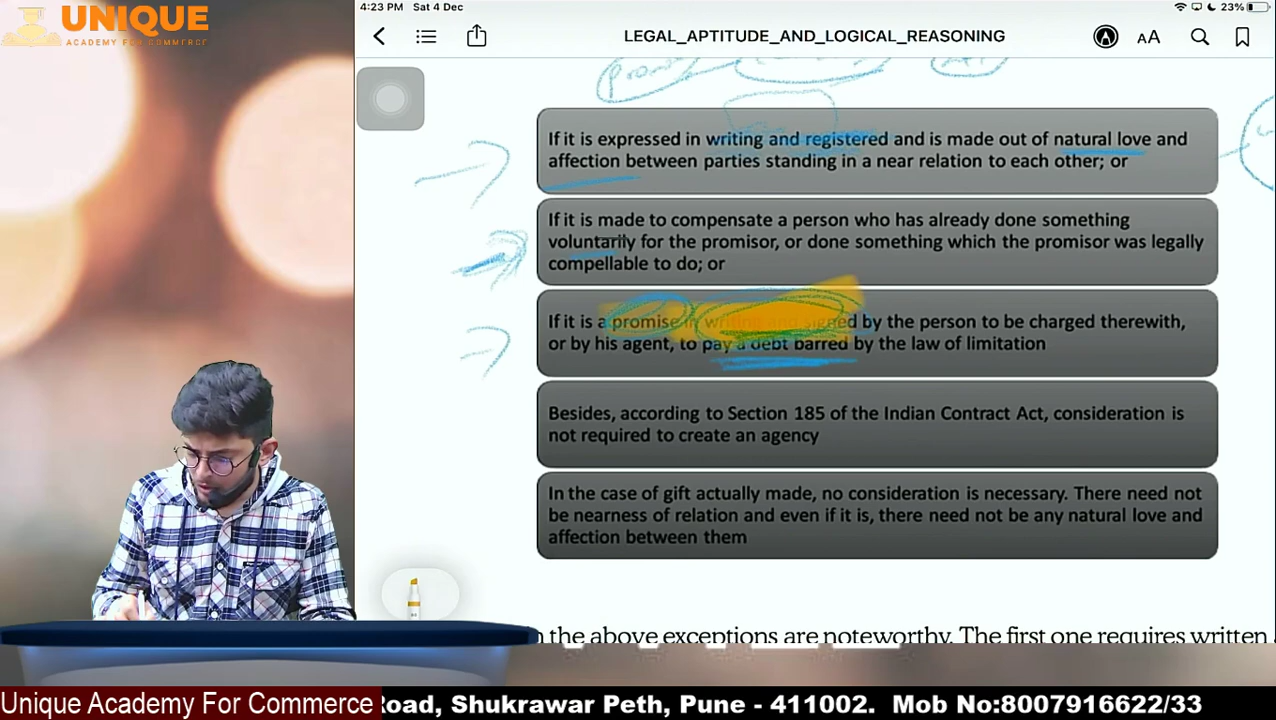 4:23 PM Sat 4 Dec
23%
UNIQUE
ACADEMY FOR COMMERCE
LEGAL_APTITUDE_AND_LOGICAL_REASONING
AA
If it is expressed in writing and registered and is made out of natural love and
affection between parties standing in a near relation to each other; or
If it is made to compensate a person who has already done something
voluntarily for the promisor, or done something which the promisor was legally
compellable to do; or
If it is a promise in writing and signed by the person to be charged therewith,
or by his agent, to pay a debt barred by the law of limitation
Besides, according to Section 185 of the Indian Contract Act, consideration is
not required to create an agency
In the case of gift actually made, no consideration is necessary. There need not
be nearness of relation and even if it is, there need not be any natural love and
affection between them
the above exceptions are noteworthy. The first one requires written
Unique Academy For Commerce
Road, Shukrawar Peth, Pune - 411002. Mob No:8007916622/33